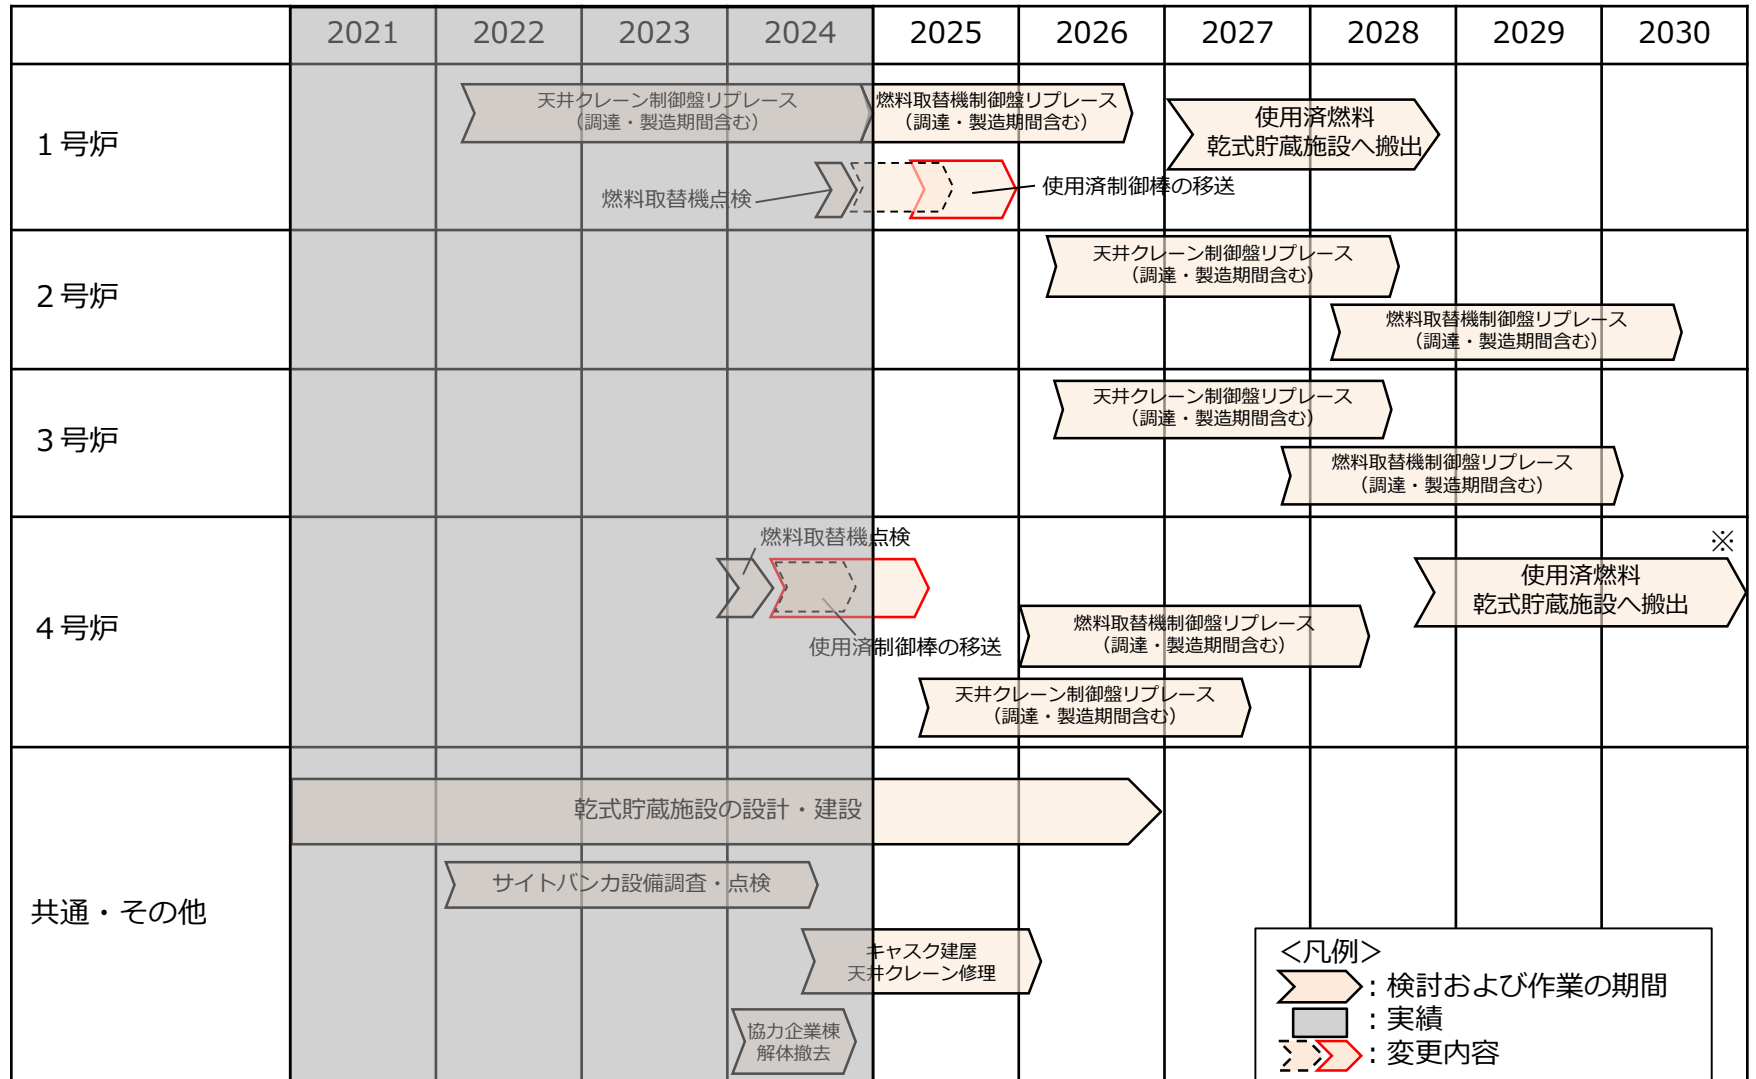 2021 2022 2023 2024 2025 2026 2027 2028 2029 2030
１号炉
天井クレーン制御盤リプレース
（調達・製造期間含む）
燃料取替機制御盤リプレース
（調達・製造期間含む）
使用済燃料
乾式貯蔵施設へ搬出
燃料取替機点検
使用済制御棒の移送
２号炉
天井クレーン制御盤リプレース
（調達・製造期間含む）
燃料取替機制御盤リプレース
（調達・製造期間含む）
３号炉
天井クレーン制御盤リプレース
（調達・製造期間含む）
燃料取替機制御盤リプレース
（調達・製造期間含む）
４号炉
燃料取替機点検
使用済制御棒の移送
※
使用済燃料
乾式貯蔵施設へ搬出
燃料取替機制御盤リプレース
（調達・製造期間含む）
天井クレーン制御盤リプレース
（調達・製造期間含む）
共通・その他
乾式貯蔵施設の設計・建設
サイトバンカ設備調査・点検
キャスク建屋
天井クレーン修理
協力企業棟
解体撤去
＜凡例＞
：検討および作業の期間
：実績
：変更内容